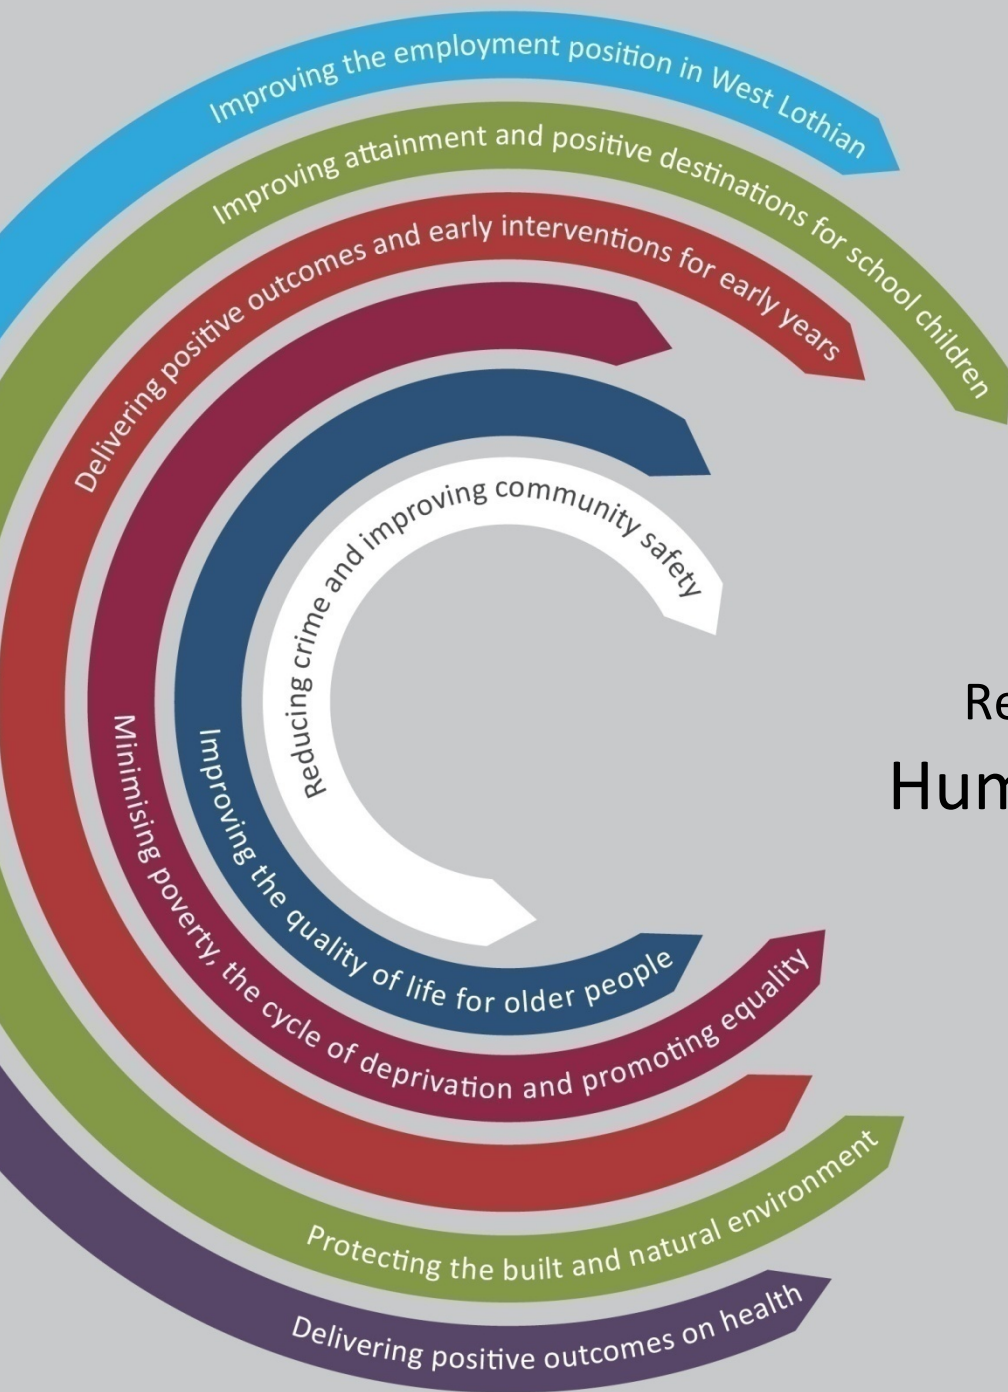 Improving the employment position in West Lothian
Improving attainment and positive destinations for school children
Delivering positive outcomes and early interventions for early years
Reducing crime and improving community safety
Improving the quality of life for older people
Minimising poverty, the cycle of deprivation and promoting equality
Protecting the built and natural environment
Delivering positive outcomes on health